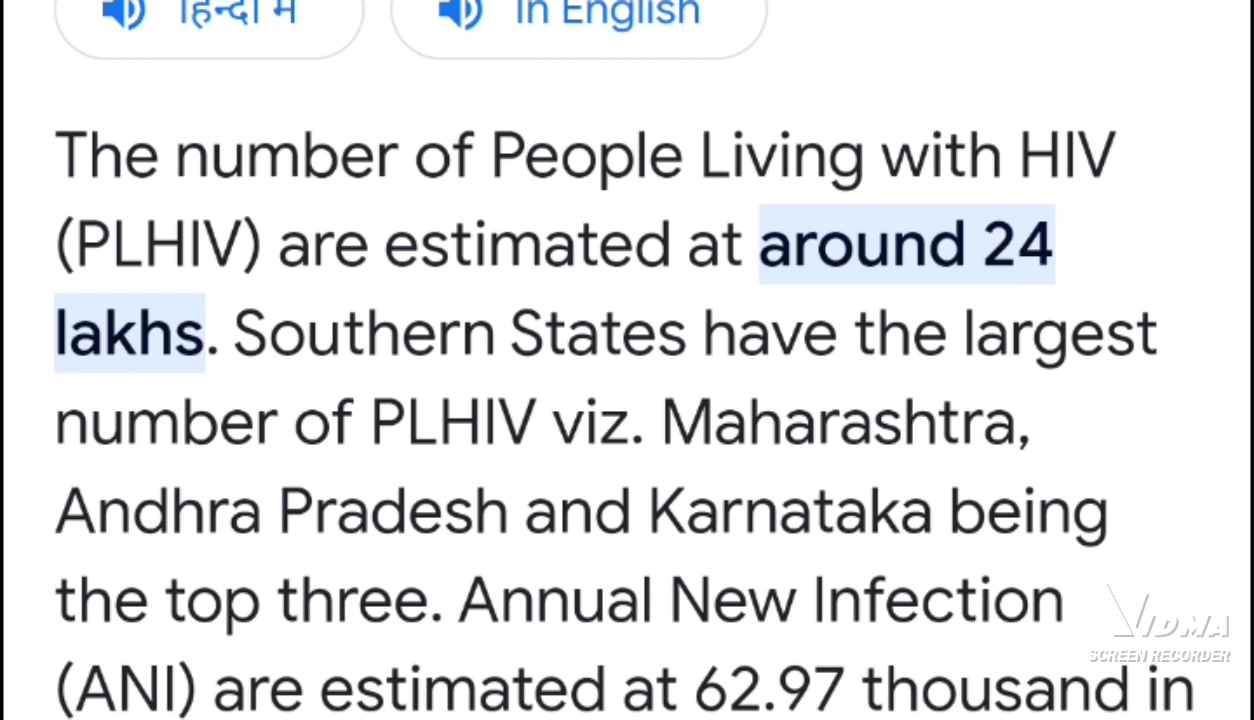 हिन्दी में
In English
The number of People Living with HIV
(PLHIV) are estimated at around 24
lakhs. Southern States have the largest
number of PLHIV viz. Maharashtra,
Andhra Pradesh and Karnataka being
the top three. Annual New Infection
(ANI) are estimated at 62.97 thousand in
VIDMA
SCREEN RECORDER